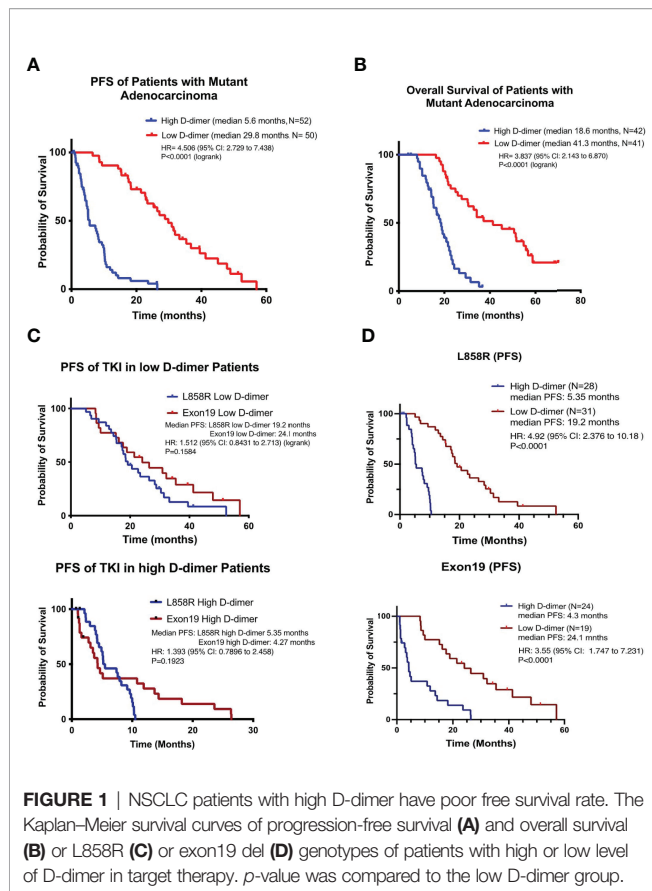 A
PFS of Patients with Mutant
Adenocarcinoma
High D-dimer (median 5.6 months,N=52)
Low D-dimer (median 29.8 months. N= 50)
HR= 4.506 (95% CI: 2.729 to 7.438)
P<0.0001 (logrank)
Probability of Survival
100
50
0
0 20 40 60
Time (months)
B
Overall Survival of Patients with
Mutant Adenocarcinoma
High D-dimer (median 18.6 months,N=42)
Low D-dimer (median 41.3 months,N=41)
HR= 3.837 (95% CI: 2.143 to 6.870)
P<0.0001 (logrank)
Probability of Survival
100
50
0
0 20 40 60 80
Time (months)
C
PFS of TKI in low D-dimer Patients
L858R Low D-dimer
Exon19 Low D-dimer
Median PFS: L858R low D-dimer 19.2 months
Exon19 low D-dimer: 24.1 months
HR: 1.512 (95% CI: 0.8431 to 2.713) (logrank)
P=0.1584
Probability of Survival
100
50
0
0 20 40 60
Time (Months)
PFS of TKI in high D-dimer Patients
L858R High D-dimer
Exon19 High D-dimer
Median PFS: L858R high D-dimer 5.35 months
Exon19 high D-dimer: 4.27 months
HR: 1.393 (95% CI: 0.7896 to 2.458)
P=0.1923
Probability of Survival
100
50
0
0 10 20 30
Time (Months)
D
L858R (PFS)
High D-dimer (N=28)
median PFS: 5.35 months
Low D-dimer (N=31)
median PFS: 19.2 months
HR: 4.92 (95% CI: 2.376 to 10.18 )
P<0.0001
Probability of Survival
100
50
0
0 20 40 60
Time (Months)
Exon19 (PFS)
High D-dimer (N=24)
median PFS: 4.3 months
Low D-dimer (N=19)
median PFS: 24.1 mnths
HR: 3.55 (95% CI: 1.747 to 7.231)
P<0.0001
Probability of Survival
100
50
0
0 20 40 60
Time (Months)
FIGURE 1 | NSCLC patients with high D-dimer have poor free survival rate. The
Kaplan–Meier survival curves of progression-free survival (A) and overall survival
(B) or L858R (C) or exon19 del (D) genotypes of patients with high or low level
of D-dimer in target therapy. p-value was compared to the low D-dimer group.